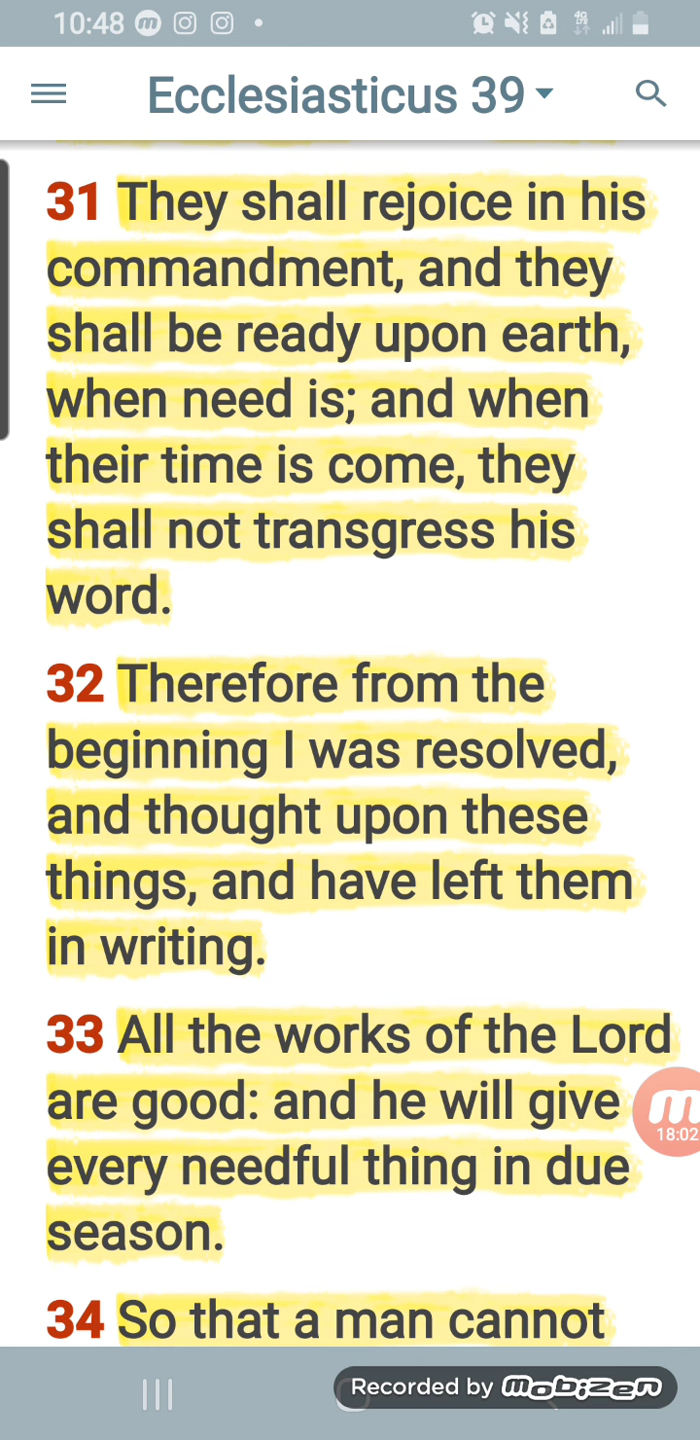 10:48
Ecclesiasticus 39
31 They shall rejoice in his
commandment, and they
shall be ready upon earth,
when need is; and when
their time is come, they
shall not transgress his
word.
32 Therefore from the
beginning I was resolved,
and thought upon these
things, and have left them
in writing.
33 All the works of the Lord
are good: and he will give
every needful thing in due
season.
m
18:02
34 So that a man cannot
Recorded by mobizen